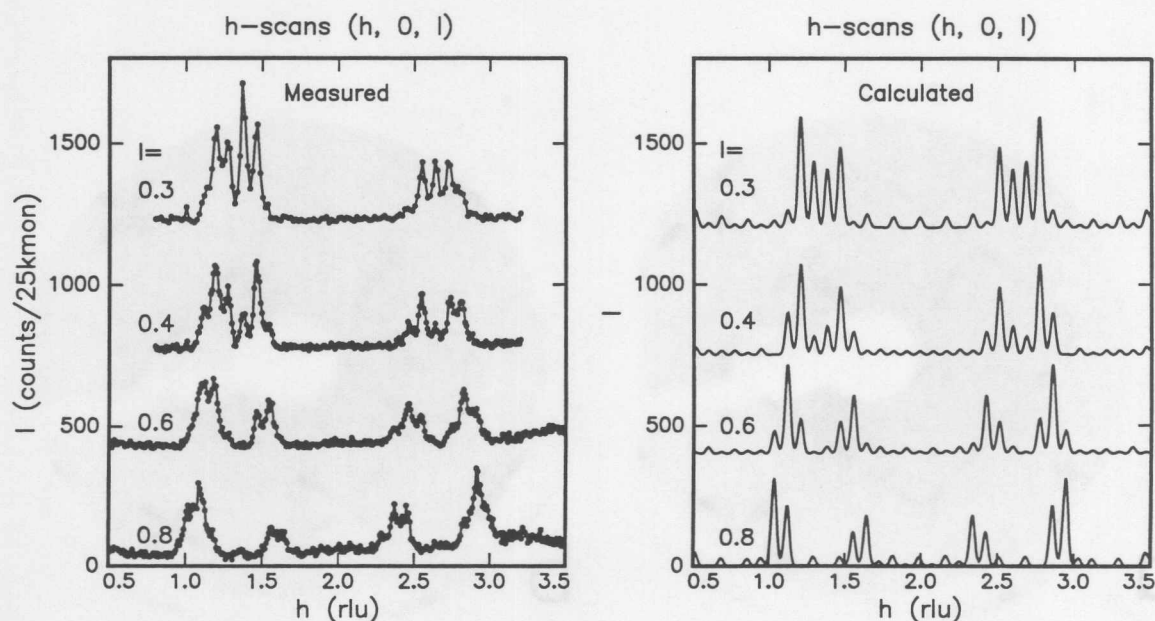 h-scans (h, 0, l)
Measured
l=
0.3
0.4
0.6
0.8
1500
1000
500
0
0.5 1.0 1.5 2.0 2.5 3.0 3.5
h (rlu)
I (counts/25kmon)
h-scans (h, 0, l)
Calculated
l=
0.3
0.4
0.6
0.8
1500
1000
500
0
0.5 1.0 1.5 2.0 2.5 3.0 3.5
h (rlu)
I